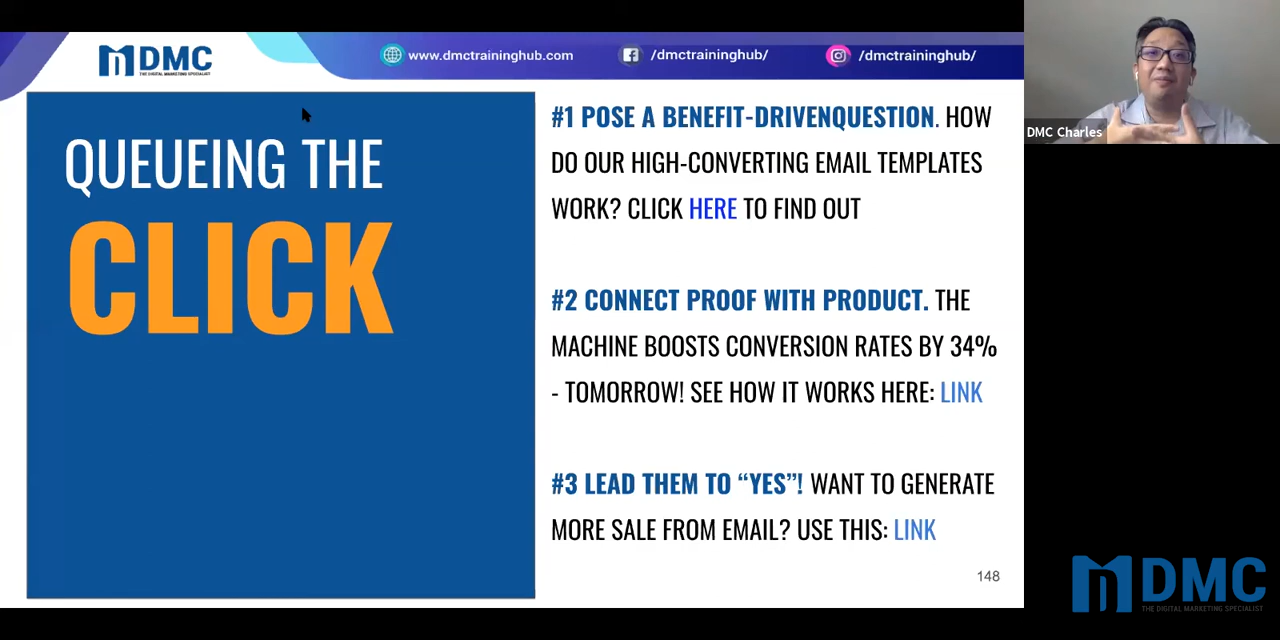 DMC
THE DIGITAL MARKETING SPECIALIST
www.dmctraininghub.com
/dmctraininghub/
/dmctraininghub/
DMC Charles
QUEUEING THE
CLICK
#1 POSE A BENEFIT-DRIVENQUESTION. HOW
DO OUR HIGH-CONVERTING EMAIL TEMPLATES
WORK? CLICK HERE TO FIND OUT
#2 CONNECT PROOF WITH PRODUCT. THE
MACHINE BOOSTS CONVERSION RATES BY 34%
- TOMORROW! SEE HOW IT WORKS HERE: LINK
#3 LEAD THEM TO “YES”! WANT TO GENERATE
MORE SALE FROM EMAIL? USE THIS: LINK
148
DMC
THE DIGITAL MARKETING SPECIALIST